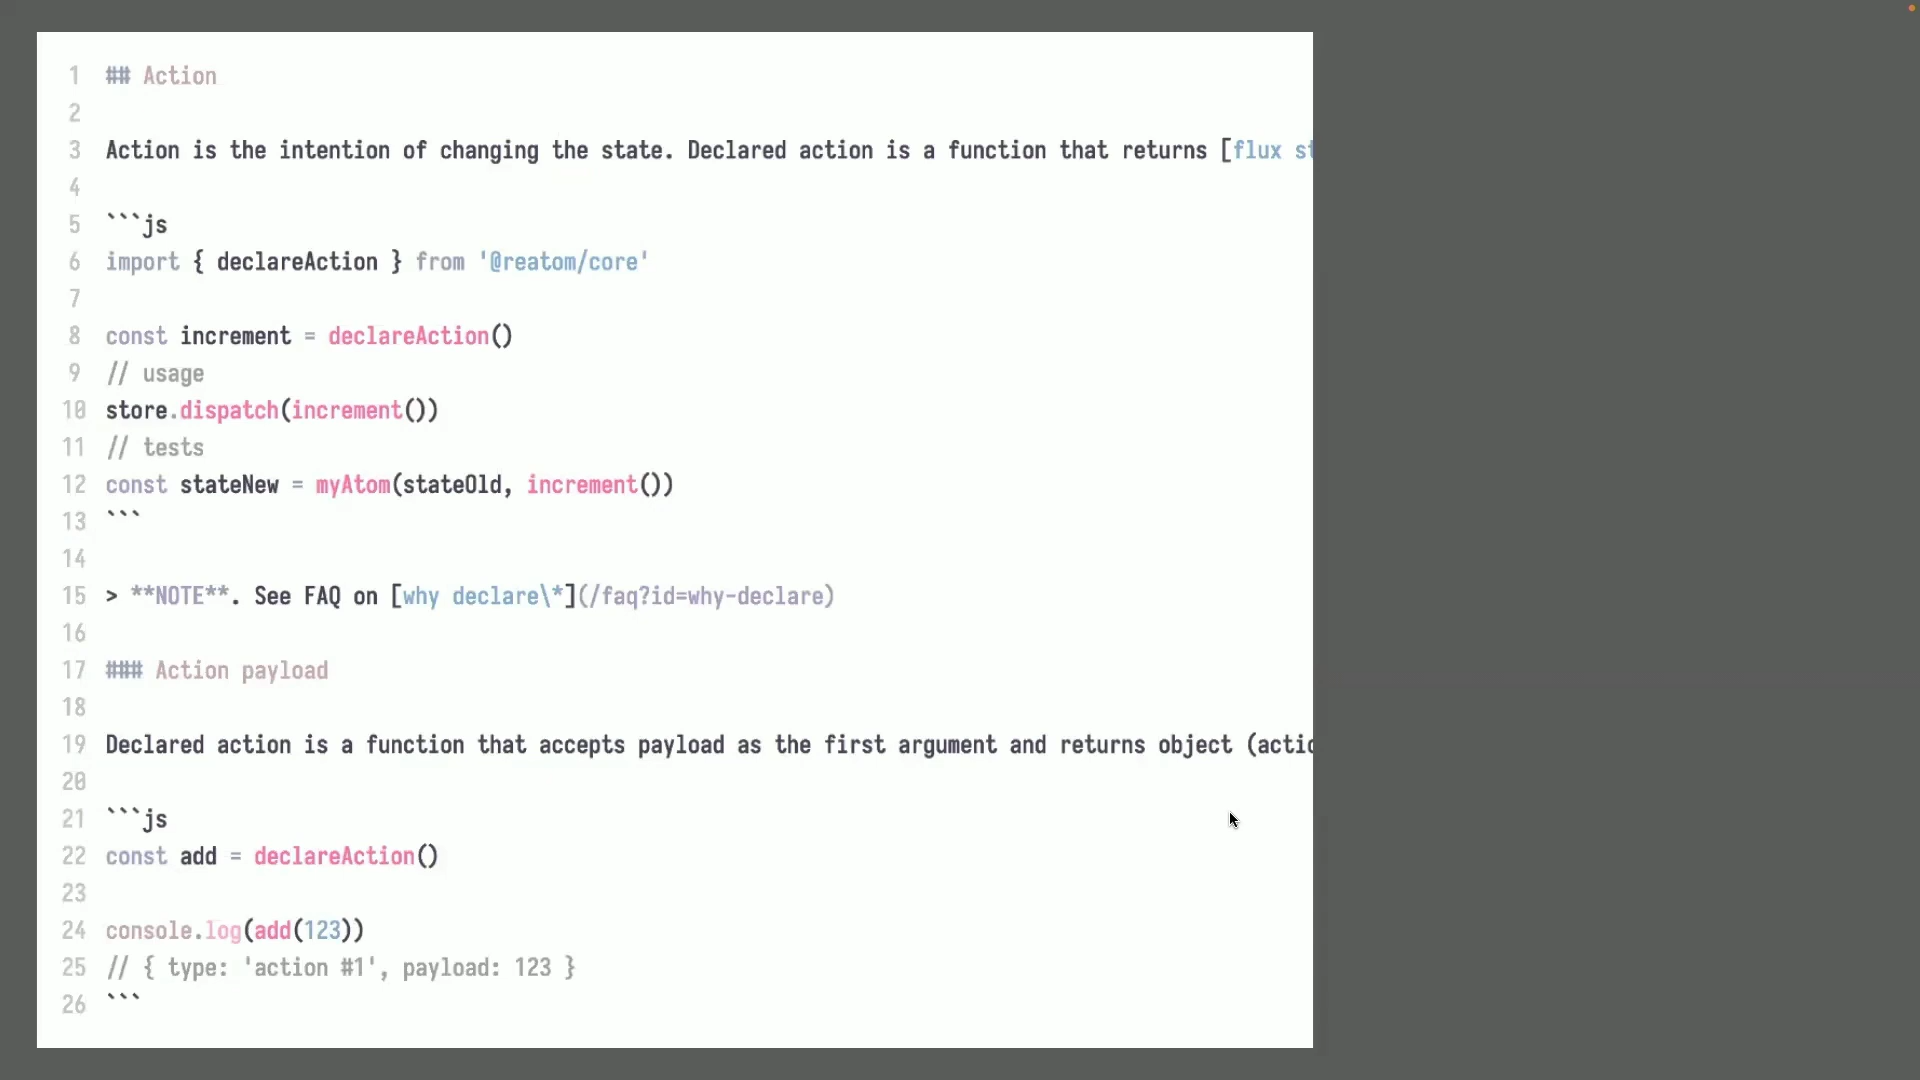 1 ## Action
2
3 Action is the intention of changing the state. Declared action is a function that returns [flux
4
5 ```js
6 import { declareAction } from '@reatom/core'
7
8 const increment = declareAction()
9 // usage
10 store.dispatch(increment())
11 // tests
12 const stateNew = myAtom(stateOld, increment())
13 ```
14
15 > **NOTE**. See FAQ on [why declare\*](/faq?id=why-declare)
16
17 ### Action payload
18
19 Declared action is a function that accepts payload as the first argument and returns object
20
21 ```js
22 const add = declareAction()
23
24 console.log(add(123))
25 // { type: 'action #1', payload: 123 }
26 ```